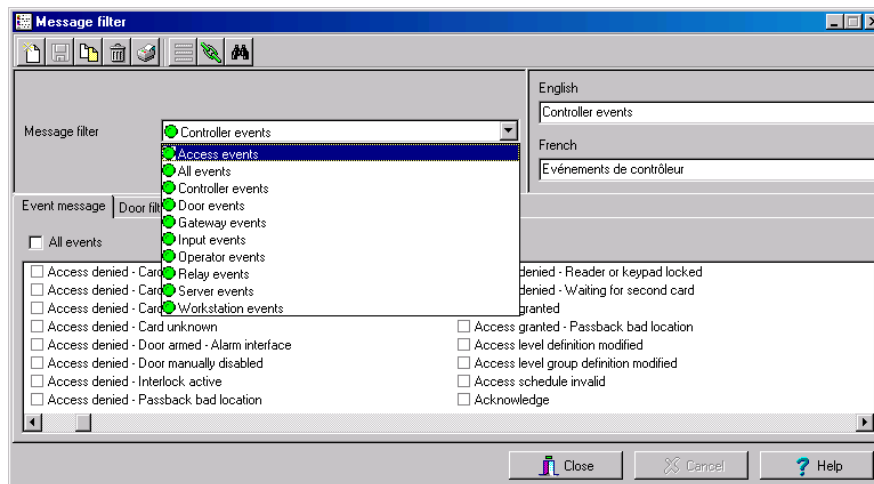 Message filter
English
Controller events
Message filter
Controller events
French
Evénements de contrôleur
Access events
All events
Controller events
Door events
Gateway events
Input events
Operator events
Relay events
Server events
Workstation events
Event message
Door filt
All events
Access denied - Card
Access denied - Card
Access denied - Card
Access denied - Card unknown
Access denied - Door armed - Alarm interface
Access denied - Door manually disabled
Access denied - Interlock active
Access denied - Passback bad location
denied - Reader or keypad locked
denied - Waiting for second card
granted
Access granted - Passback bad location
Access level definition modified
Access level group definition modified
Access schedule invalid
Acknowledge
Close
Cancel
Help